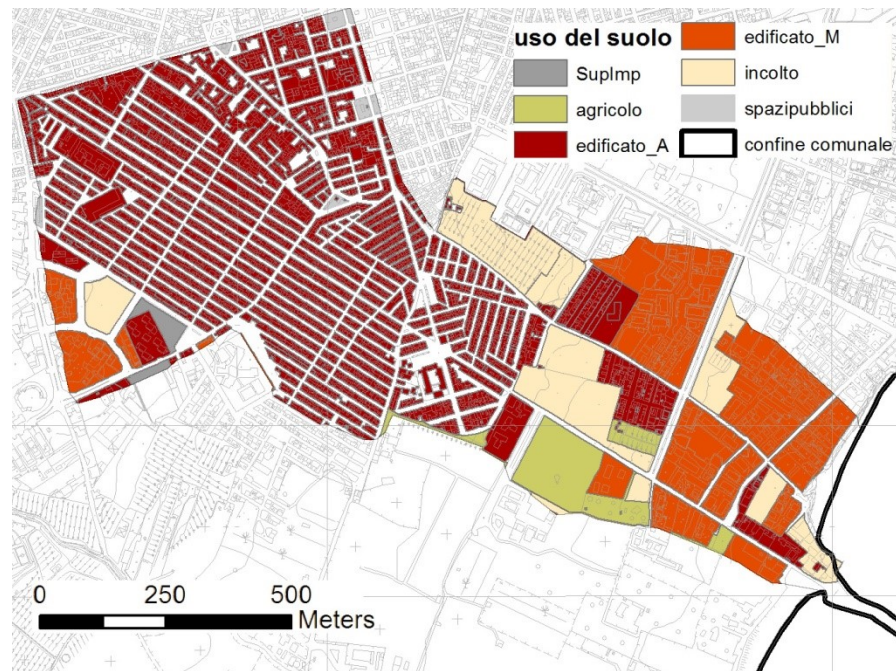 uso del suolo
SupImp
agricolo
edificato_A
edificato_M
incolto
spazipubblici
confine comunale
0 250 500
Meters